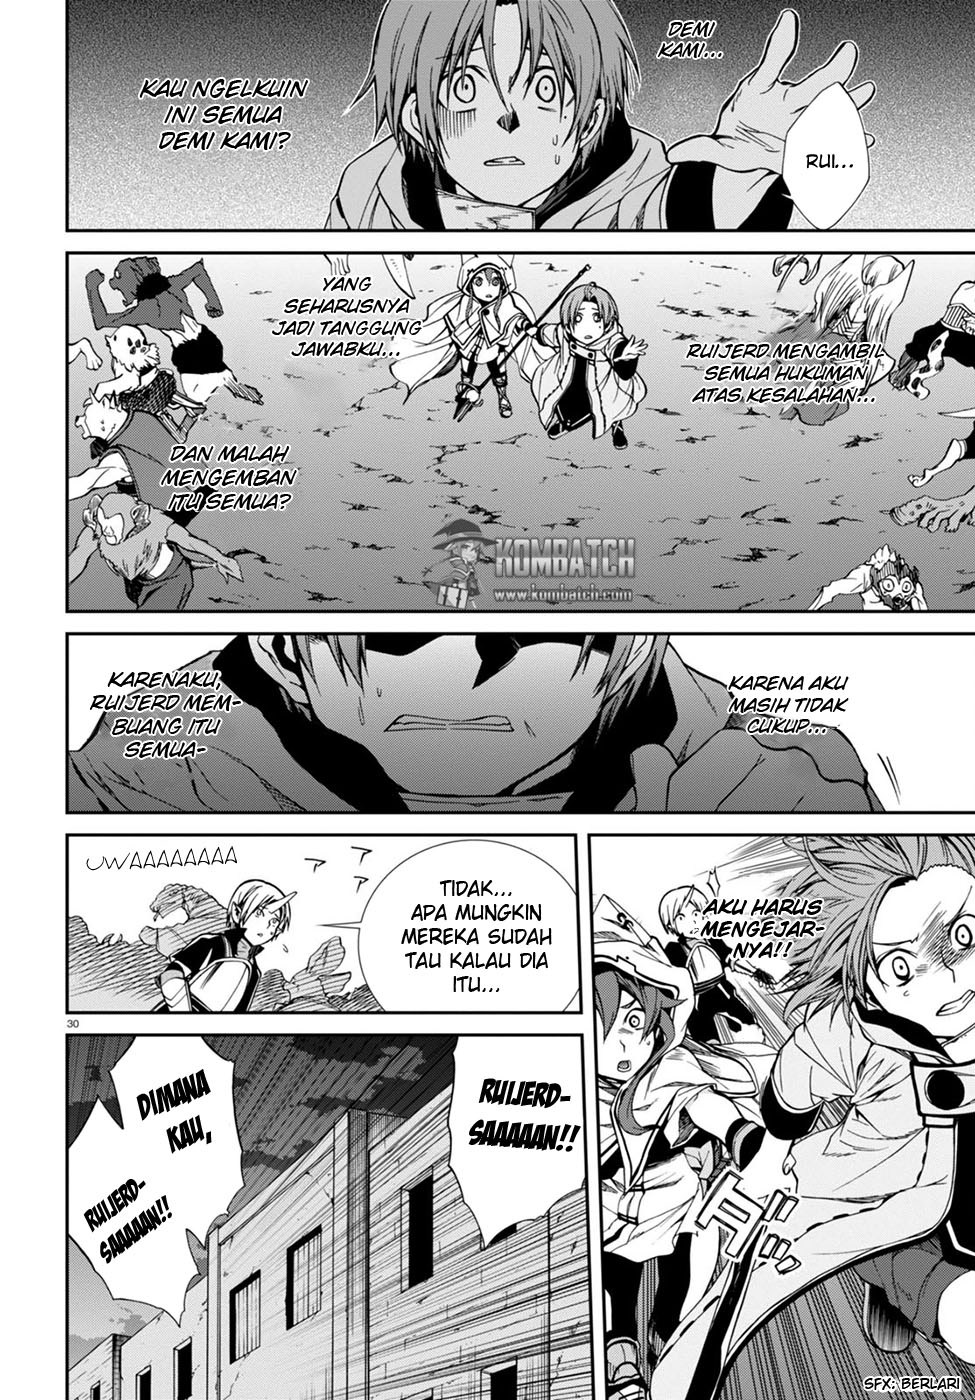 DEMI
KAMI...
RUI...
KAU NGELKUIN
INI SEMUA
DEMI KAMI?
RUIJERD MENGAMBIL
SEMUA HUKUMAN
ATAS KESALAHAN...
YANG
SEHARUSNYA
JADI TANGGUNG
JAWABKU...
DAN MALAH
MENGEMBAN
ITU SEMUA?
KOMBATCH
www.kombatch.com
KARENA AKU
MASIH TIDAK
CUKUP...
KARENAKU,
RUIJERD MEM-
BUANG ITU
SEMUA-
AKU HARUS
MENGEJAR-
NYA!!
TIDAK...
APA MUNGKIN
MEREKA SUDAH
TAU KALAU DIA
ITU...
UWAAAAAAAA
30
RUIJERD-
SAAAAAN!!
DIMANA
KAU,
RUIJERD-
SAAAAAN!!
SFX: BERLARI